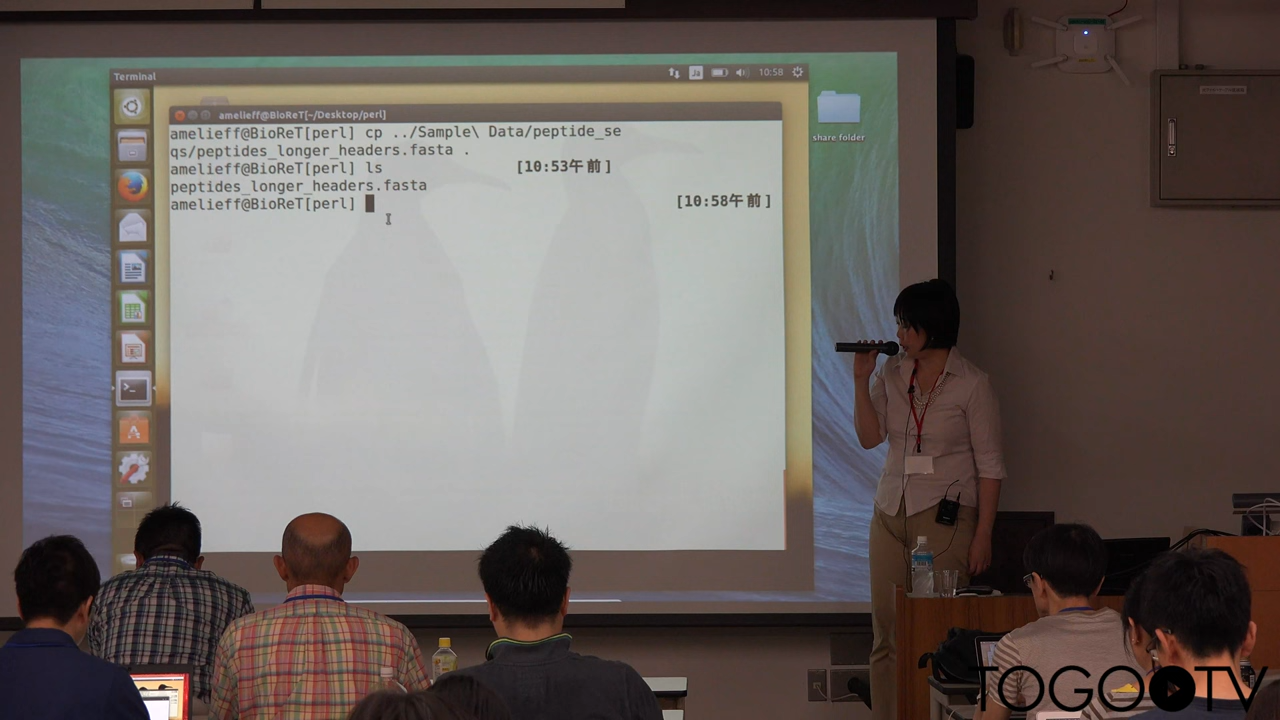 Terminal
Ja
10:58
amelieff@BioReT[~/Desktop/perl]
amelieff@BioReT[perl] cp ../Sample\ Data/peptide_se
qs/peptides_longer_headers.fasta .
amelieff@BioReT[perl] ls [10:53午前]
peptides_longer_headers.fasta
amelieff@BioReT[perl] [10:58午前]
share folder
TOGOTV